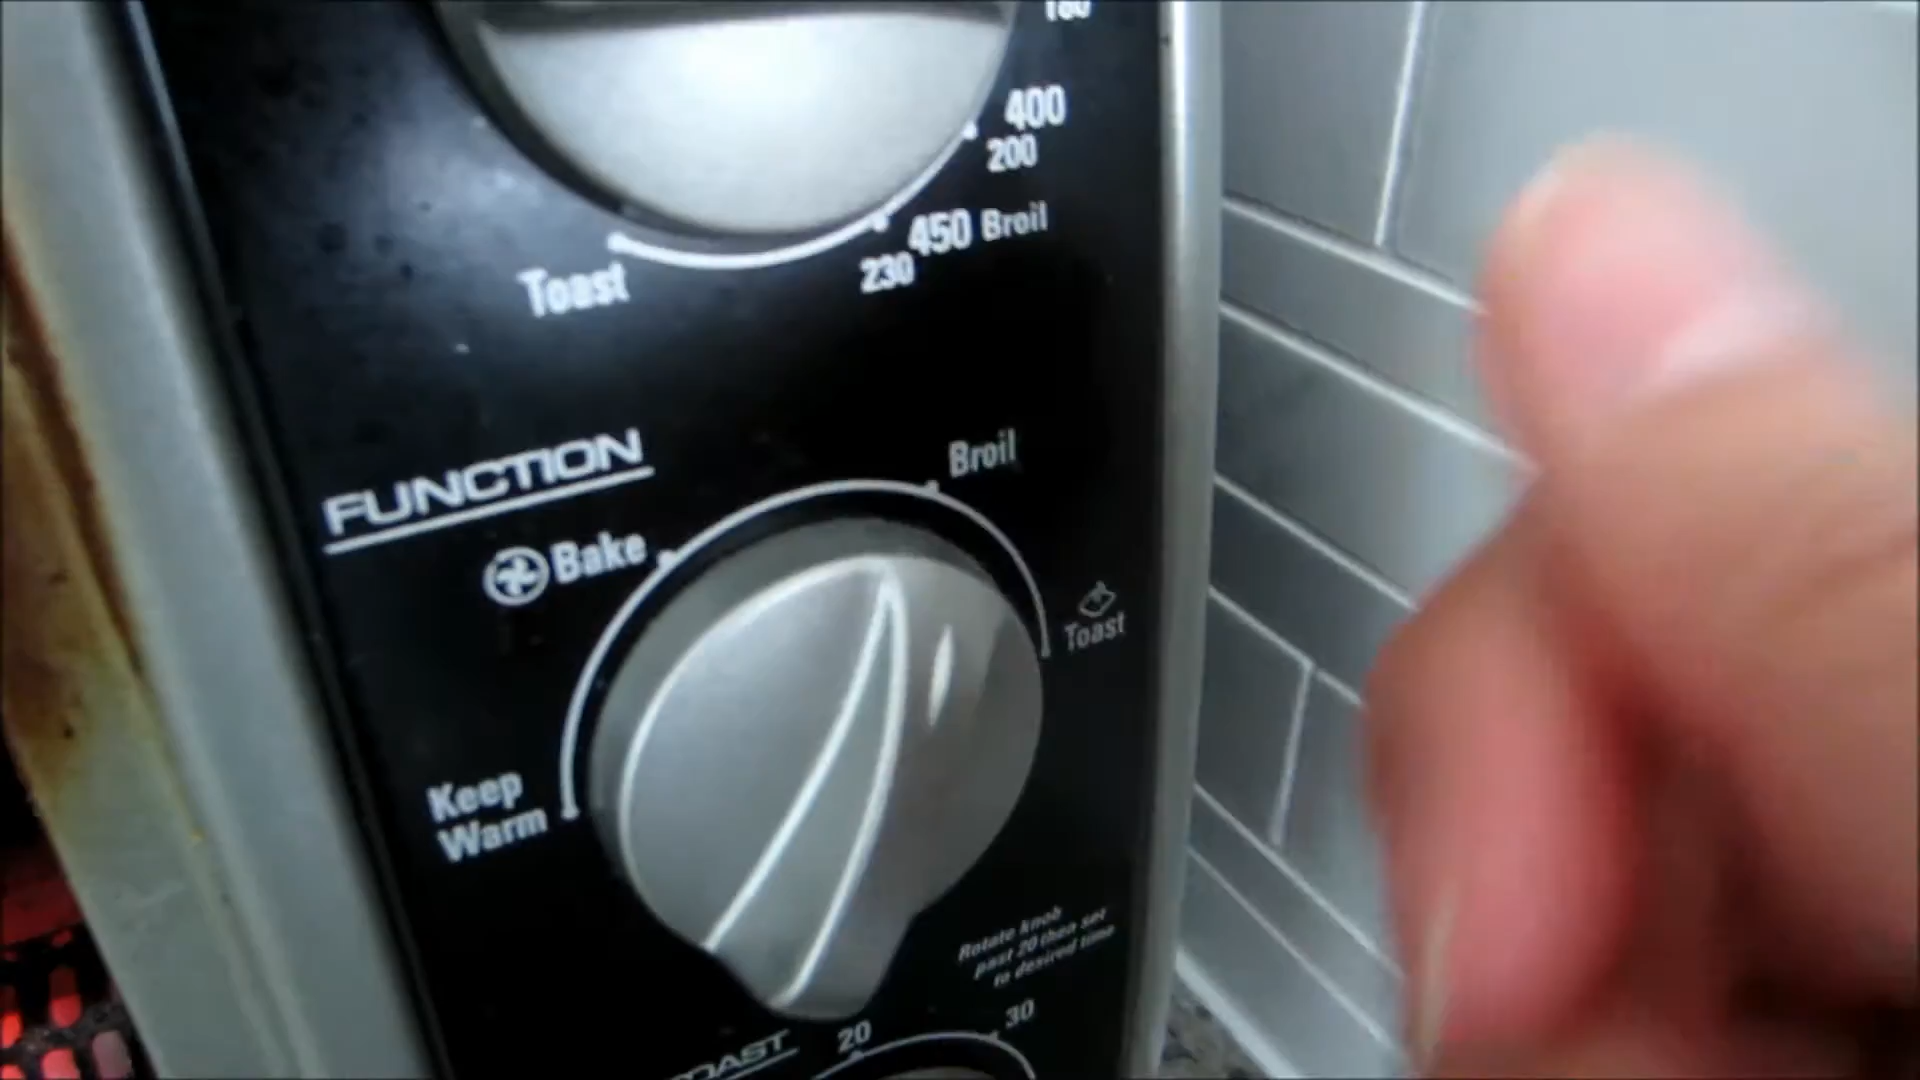 180
400
200
450 Broil
230
Toast
FUNCTION
Broil
Bake
Toast
Keep
Warm
Rotate knob
past 20 then set
to desired time
20
30